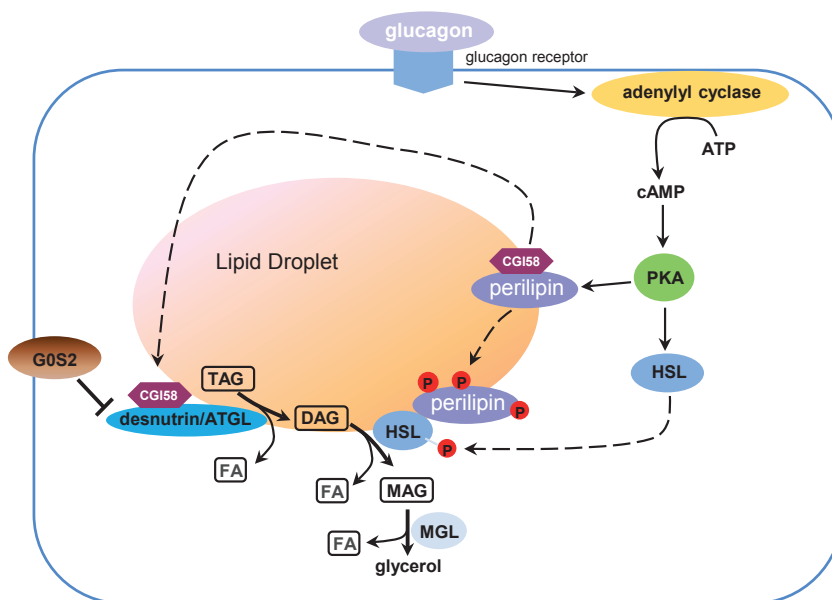 glucagon
glucagon receptor
adenylyl cyclase
ATP
cAMP
CGI58
perilipin
PKA
Lipid Droplet
G0S2
HSL
TAG
CGI58
desnutrin/ATGL
DAG
P
P
perilipin
P
HSL
P
FA
FA
MAG
FA
MGL
glycerol